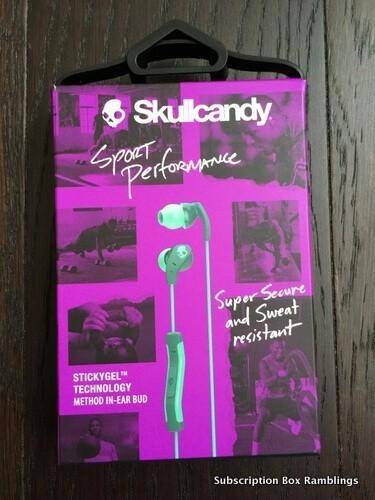 Skullcandy
SPORT
Performance
Super Secure
and Sweat
resistant
STICKYGEL™
TECHNOLOGY
METHOD IN-EAR BUD
Subscription Box Ramblings